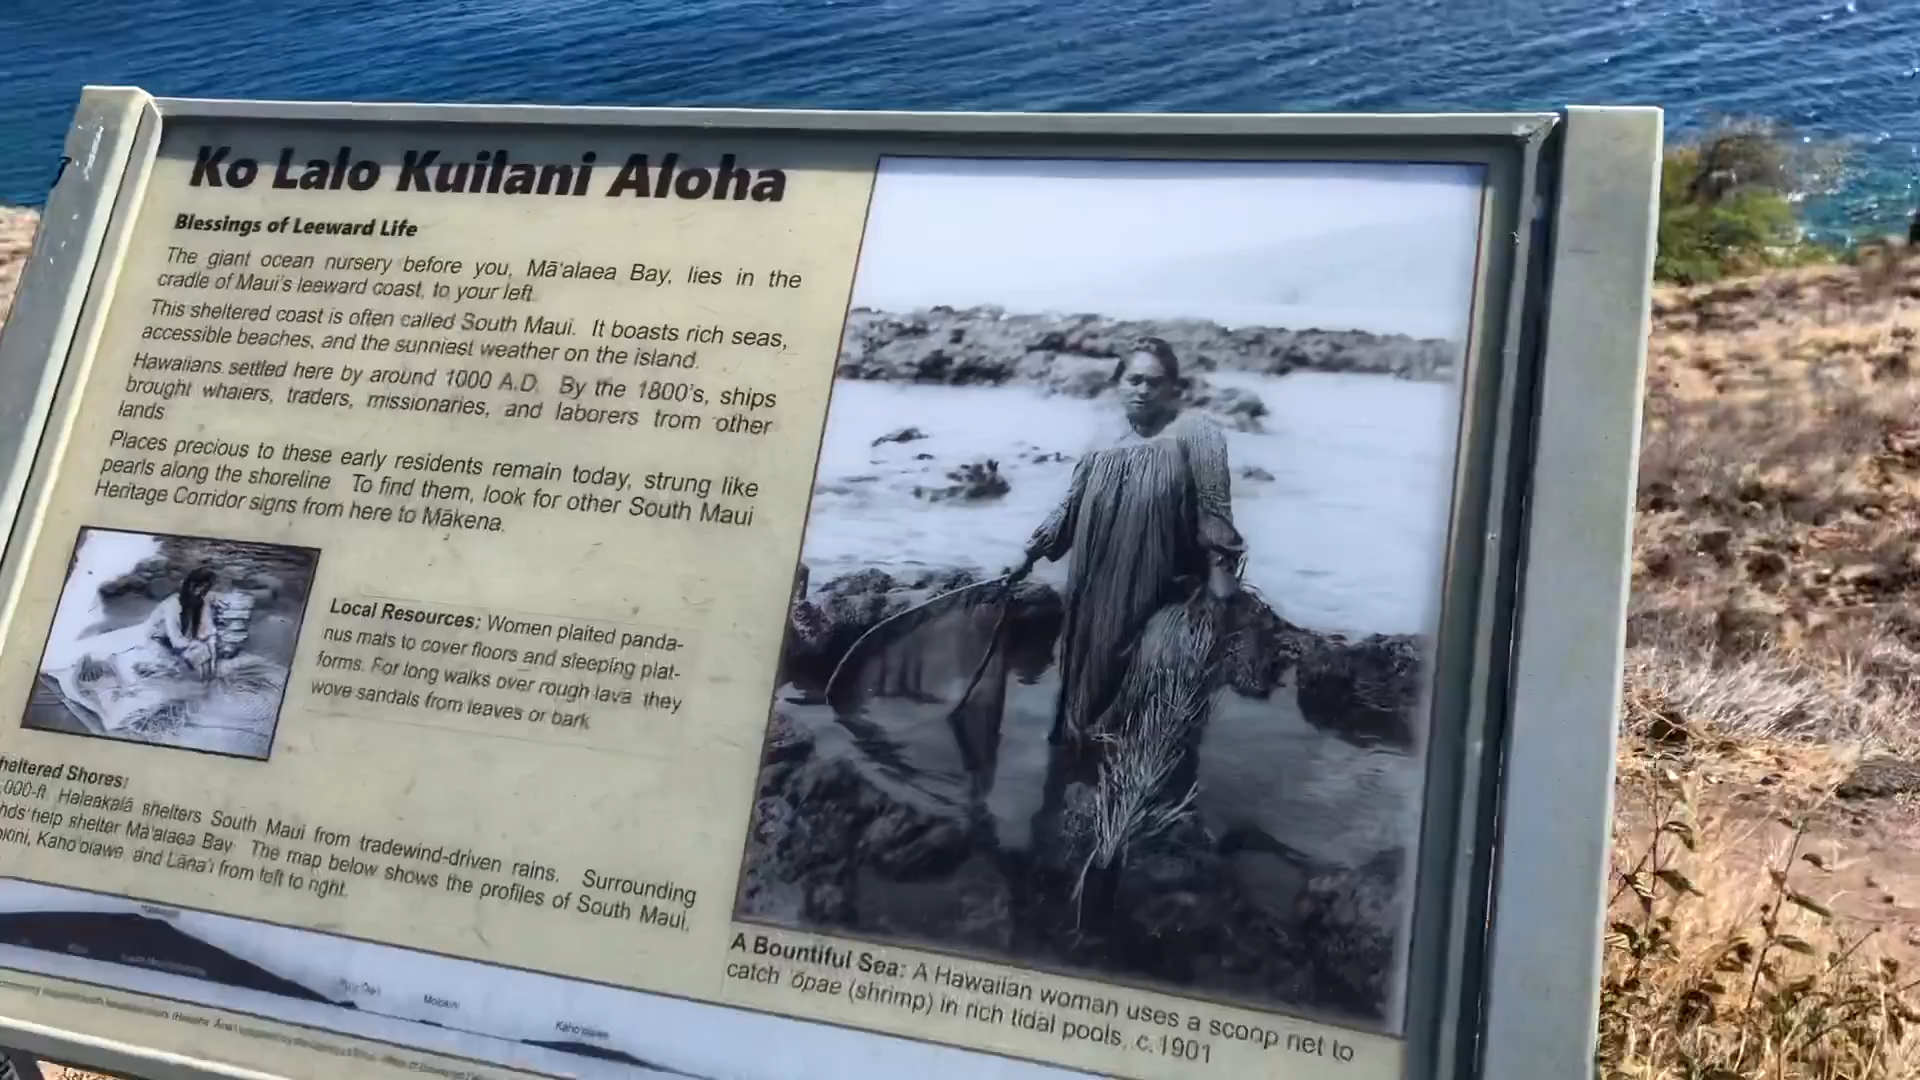 Ko Lalo Kuilani Aloha
Blessings of Leeward Life
The giant ocean nursery before you, Mā‘alaea Bay, lies in the
cradle of Maui's leeward coast, to your left.
This sheltered coast is often called South Maui. It boasts rich seas,
accessible beaches, and the sunniest weather on the island.
Hawaiians settled here by around 1000 A.D. By the 1800's, ships
brought whalers, traders, missionaries, and laborers from other
lands.
Places precious to these early residents remain today, strung like
pearls along the shoreline. To find them, look for other South Maui
Heritage Corridor signs from here to Mākena.
Local Resources: Women plaited panda-
nus mats to cover floors and sleeping plat-
forms. For long walks over rough lava they
wove sandals from leaves or bark.
heltered Shores:
,000-ft. Haleakalā shelters South Maui from tradewind-driven rains. Surrounding
nds help shelter Mā‘alaea Bay. The map below shows the profiles of South Maui,
Kaho‘olawe and Lāna‘i from left to right.
Molokini
Kaho‘olawe
A Bountiful Sea: A Hawaiian woman uses a scoop net to
catch ‘ōpae (shrimp) in rich tidal pools, c. 1901